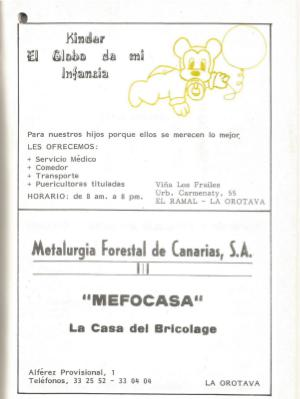 Kinder
El Globo de mi
Infancia
Para nuestros hijos porque ellos se merecen lo mejor
LES OFRECEMOS:
+ Servicio Médico
+ Comedor
+ Transporte
+ Puericultoras tituladas
HORARIO: de 8 am. a 8 pm.
Viña Los Frailes
Urb. Carmenaty, 55
EL RAMAL - LA OROTAVA
Metalurgia Forestal de Canarias, S.A.
"MEFOCASA"
La Casa del Bricolage
Alférez Provisional, 1
Teléfonos, 33 25 52 - 33 04 04
LA OROTAVA